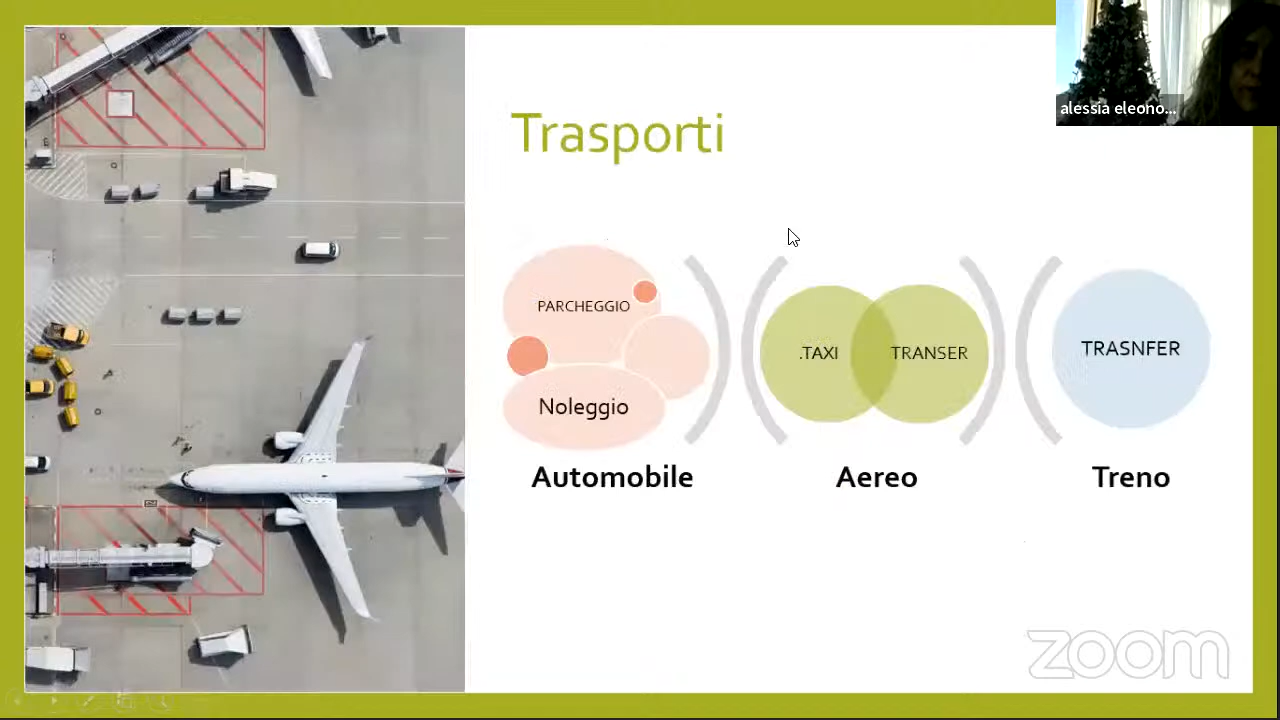 alessia eleono...
Trasporti
PARCHEGGIO
Noleggio
.TAXI
TRANSER
TRASNFER
Automobile
Aereo
Treno
zoom